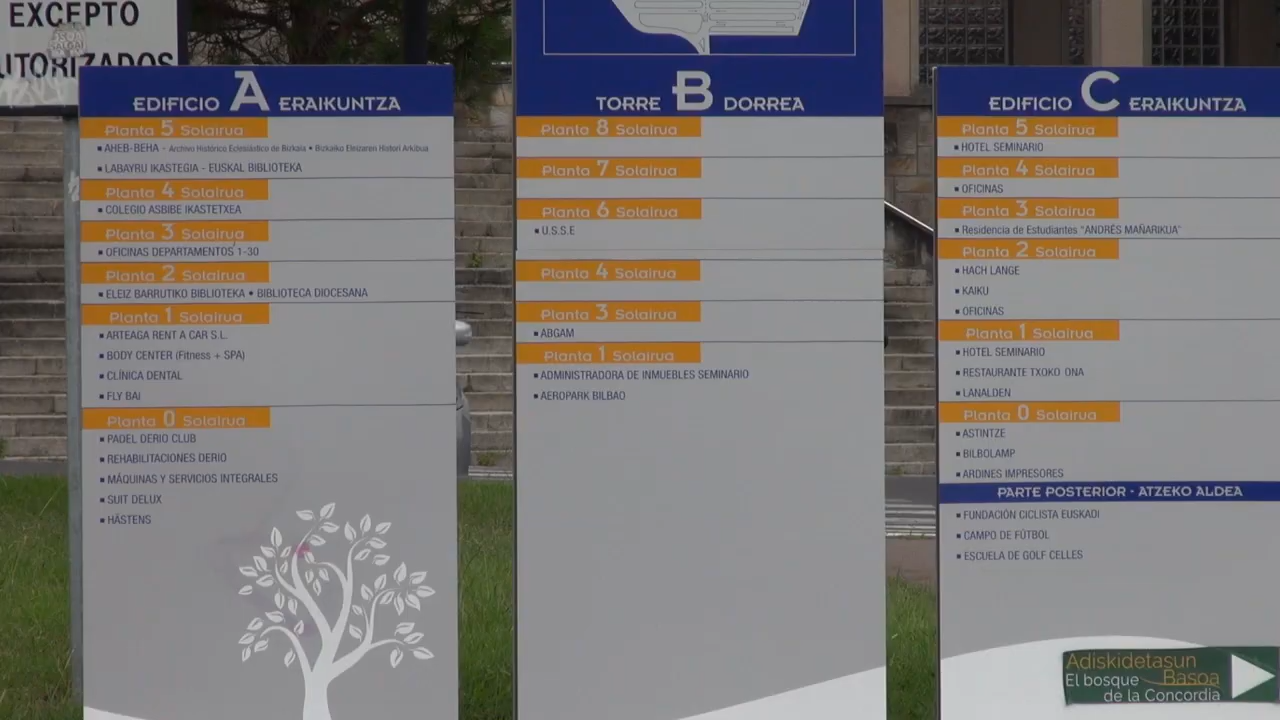 EXCEPTO
AUTORIZADOS
EDIFICIO A ERAIKUNTZA
Planta 5 Solairua
AHEB-BEHA - Archivo Histórico Eclesiástico de Bizkaia • Bizkaiko Eleizaren Histori Arkibua
LABAYRU IKASTEGIA - EUSKAL BIBLIOTEKA
Planta 4 Solairua
COLEGIO ASBIBE IKASTETXEA
Planta 3 Solairua
OFICINAS DEPARTAMENTOS 1-30
Planta 2 Solairua
ELEIZ BARRUTIKO BIBLIOTEKA • BIBLIOTECA DIOCESANA
Planta 1 Solairua
ARTEAGA RENT A CAR S.L.
BODY CENTER (Fitness + SPA)
CLÍNICA DENTAL
FLY BAI
Planta 0 Solairua
PADEL DERIO CLUB
REHABILITACIONES DERIO
MÁQUINAS Y SERVICIOS INTEGRALES
SUIT DELUX
HÄSTENS
TORRE B DORREA
Planta 8 Solairua
Planta 7 Solairua
Planta 6 Solairua
U.S.S.E
Planta 4 Solairua
Planta 3 Solairua
ABGAM
Planta 1 Solairua
ADMINISTRADORA DE INMUEBLES SEMINARIO
AEROPARK BILBAO
EDIFICIO C ERAIKUNTZA
Planta 5 Solairua
HOTEL SEMINARIO
Planta 4 Solairua
OFICINAS
Planta 3 Solairua
Residencia de Estudiantes "ANDRÉS MAÑARIKUA"
Planta 2 Solairua
HACH LANGE
KAIKU
OFICINAS
Planta 1 Solairua
HOTEL SEMINARIO
RESTAURANTE TXOKO ONA
LANALDEN
Planta 0 Solairua
ASTINTZE
BILBOLAMP
ARDINES IMPRESORES
PARTE POSTERIOR · ATZEKO ALDEA
FUNDACIÓN CICLISTA EUSKADI
CAMPO DE FÚTBOL
ESCUELA DE GOLF CELLES
Adiskidetasun
El bosque Basoa
de la Concordia